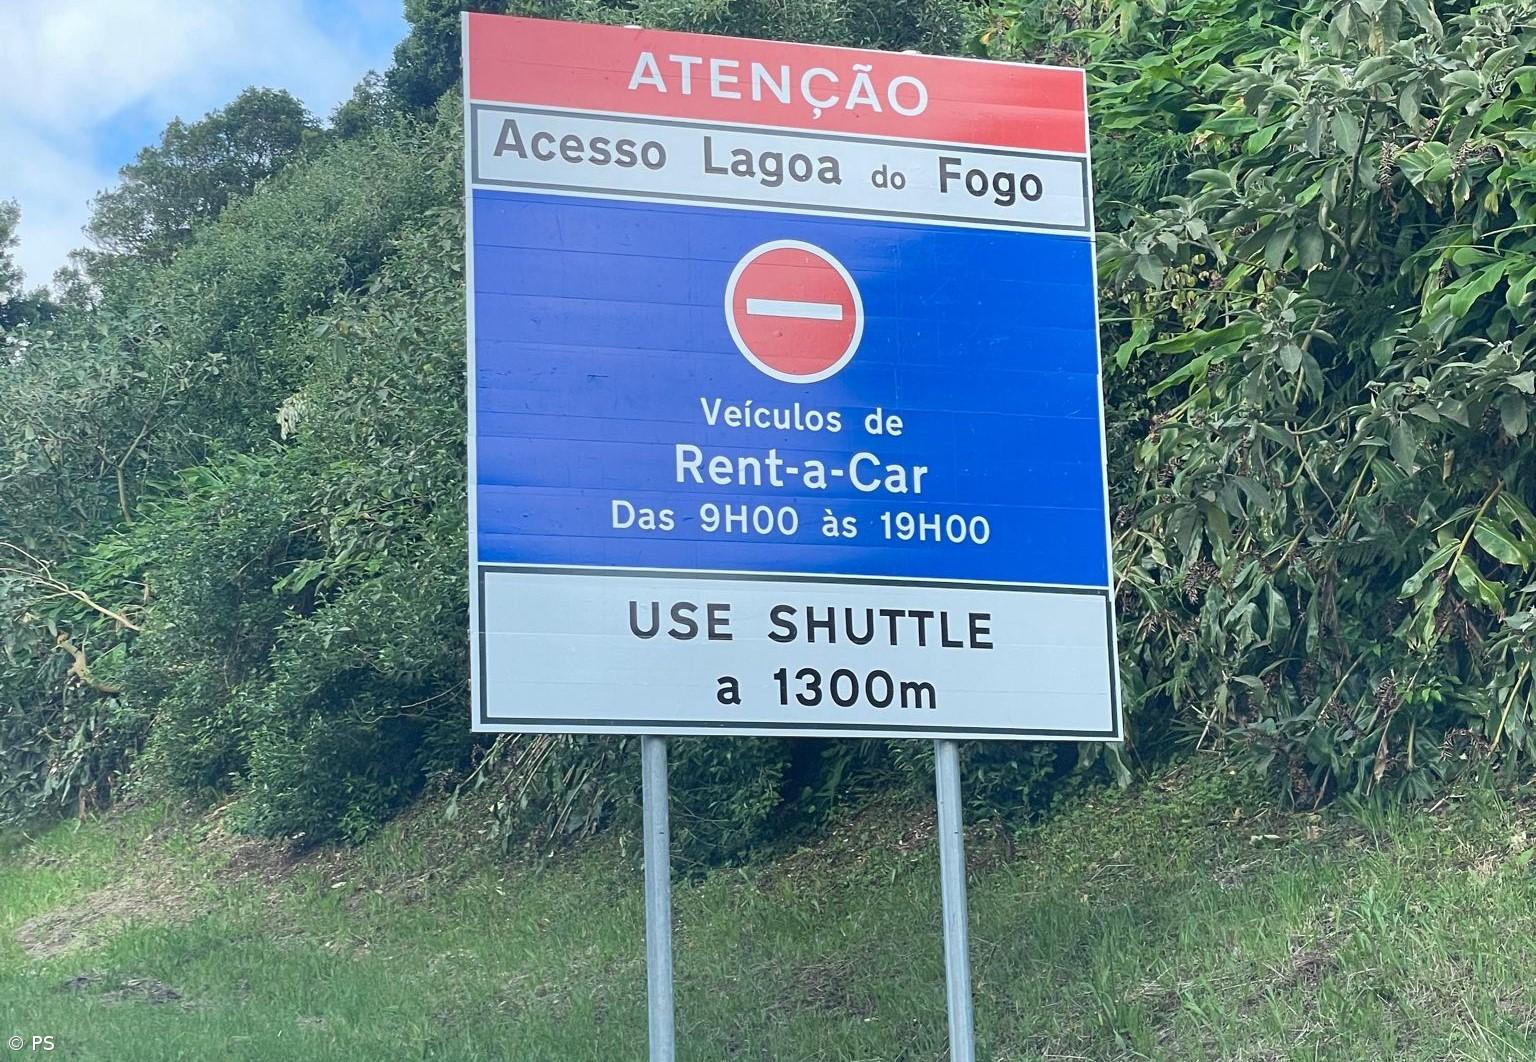 ATENÇÃO
Acesso Lagoa do Fogo
Veículos de
Rent-a-Car
Das 9H00 às 19H00
USE SHUTTLE
a 1300m
© PS